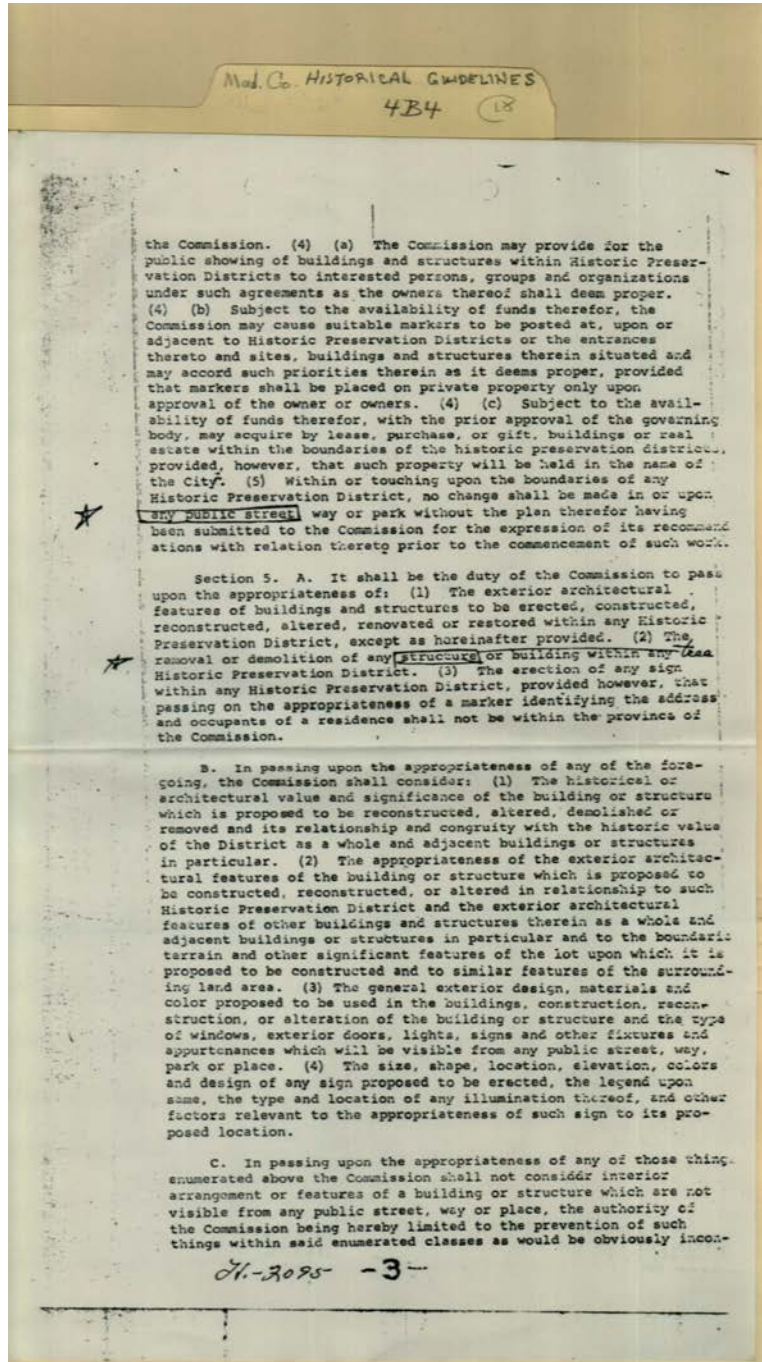 Mad. Co. HISTORICAL GUIDELINES
4B4 18
the Commission. (4) (a) The Commission may provide for the
public showing of buildings and structures within Historic Preser-
vation Districts to interested persons, groups and organizations
under such agreements as the owners thereof shall deem proper.
(4) (b) Subject to the availability of funds therefor, the
Commission may cause suitable markers to be posted at, upon or
adjacent to Historic Preservation Districts or the entrances
thereto and sites, buildings and structures therein situated and
may accord such priorities therein as it deems proper, provided
that markers shall be placed on private property only upon
approval of the owner or owners. (4) (c) Subject to the avail-
ability of funds therefor, with the prior approval of the governing
body, may acquire by lease, purchase, or gift, buildings or real
estate within the boundaries of the historic preservation districts,
provided, however, that such property will be held in the name of
the City. (5) Within or touching upon the boundaries of any
Historic Preservation District, no change shall be made in or upon
any public street, way or park without the plan therefor having
been submitted to the Commission for the expression of its recommend
ations with relation thereto prior to the commencement of such work.
Section 5. A. It shall be the duty of the Commission to pass
upon the appropriateness of: (1) The exterior architectural
features of buildings and structures to be erected, constructed,
reconstructed, altered, renovated or restored within any Historic
Preservation District, except as hereinafter provided. (2) The
removal or demolition of any structure or building within any
Historic Preservation District. (3) The erection of any sign
within any Historic Preservation District, provided however, that
passing on the appropriateness of a marker identifying the address
and occupants of a residence shall not be within the province of
the Commission.
B. In passing upon the appropriateness of any of the fore-
going, the Commission shall consider: (1) The historical or
architectural value and significance of the building or structure
which is proposed to be reconstructed, altered, demolished or
removed and its relationship and congruity with the historic value
of the District as a whole and adjacent buildings or structures
in particular. (2) The appropriateness of the exterior architec-
tural features of the building or structure which is proposed to
be constructed, reconstructed, or altered in relationship to such
Historic Preservation District and the exterior architectural
features of other buildings and structures therein as a whole and
adjacent buildings or structures in particular and to the boundaric
terrain and other significant features of the lot upon which it is
proposed to be constructed and to similar features of the surround-
ing land area. (3) The general exterior design, materials and
color proposed to be used in the buildings, construction, recon-
struction, or alteration of the building or structure and the type
of windows, exterior doors, lights, signs and other fixtures and
appurtenances which will be visible from any public street, way,
park or place. (4) The size, shape, location, elevation, colors
and design of any sign proposed to be erected, the legend upon
same, the type and location of any illumination thereof, and other
factors relevant to the appropriateness of such sign to its pro-
posed location.
C. In passing upon the appropriateness of any of those thing
enumerated above the Commission shall not consider interior
arrangement or features of a building or structure which are not
visible from any public street, way or place, the authority of
the Commission being hereby limited to the prevention of such
things within said enumerated classes as would be obviously incon-
H-2095 -3-